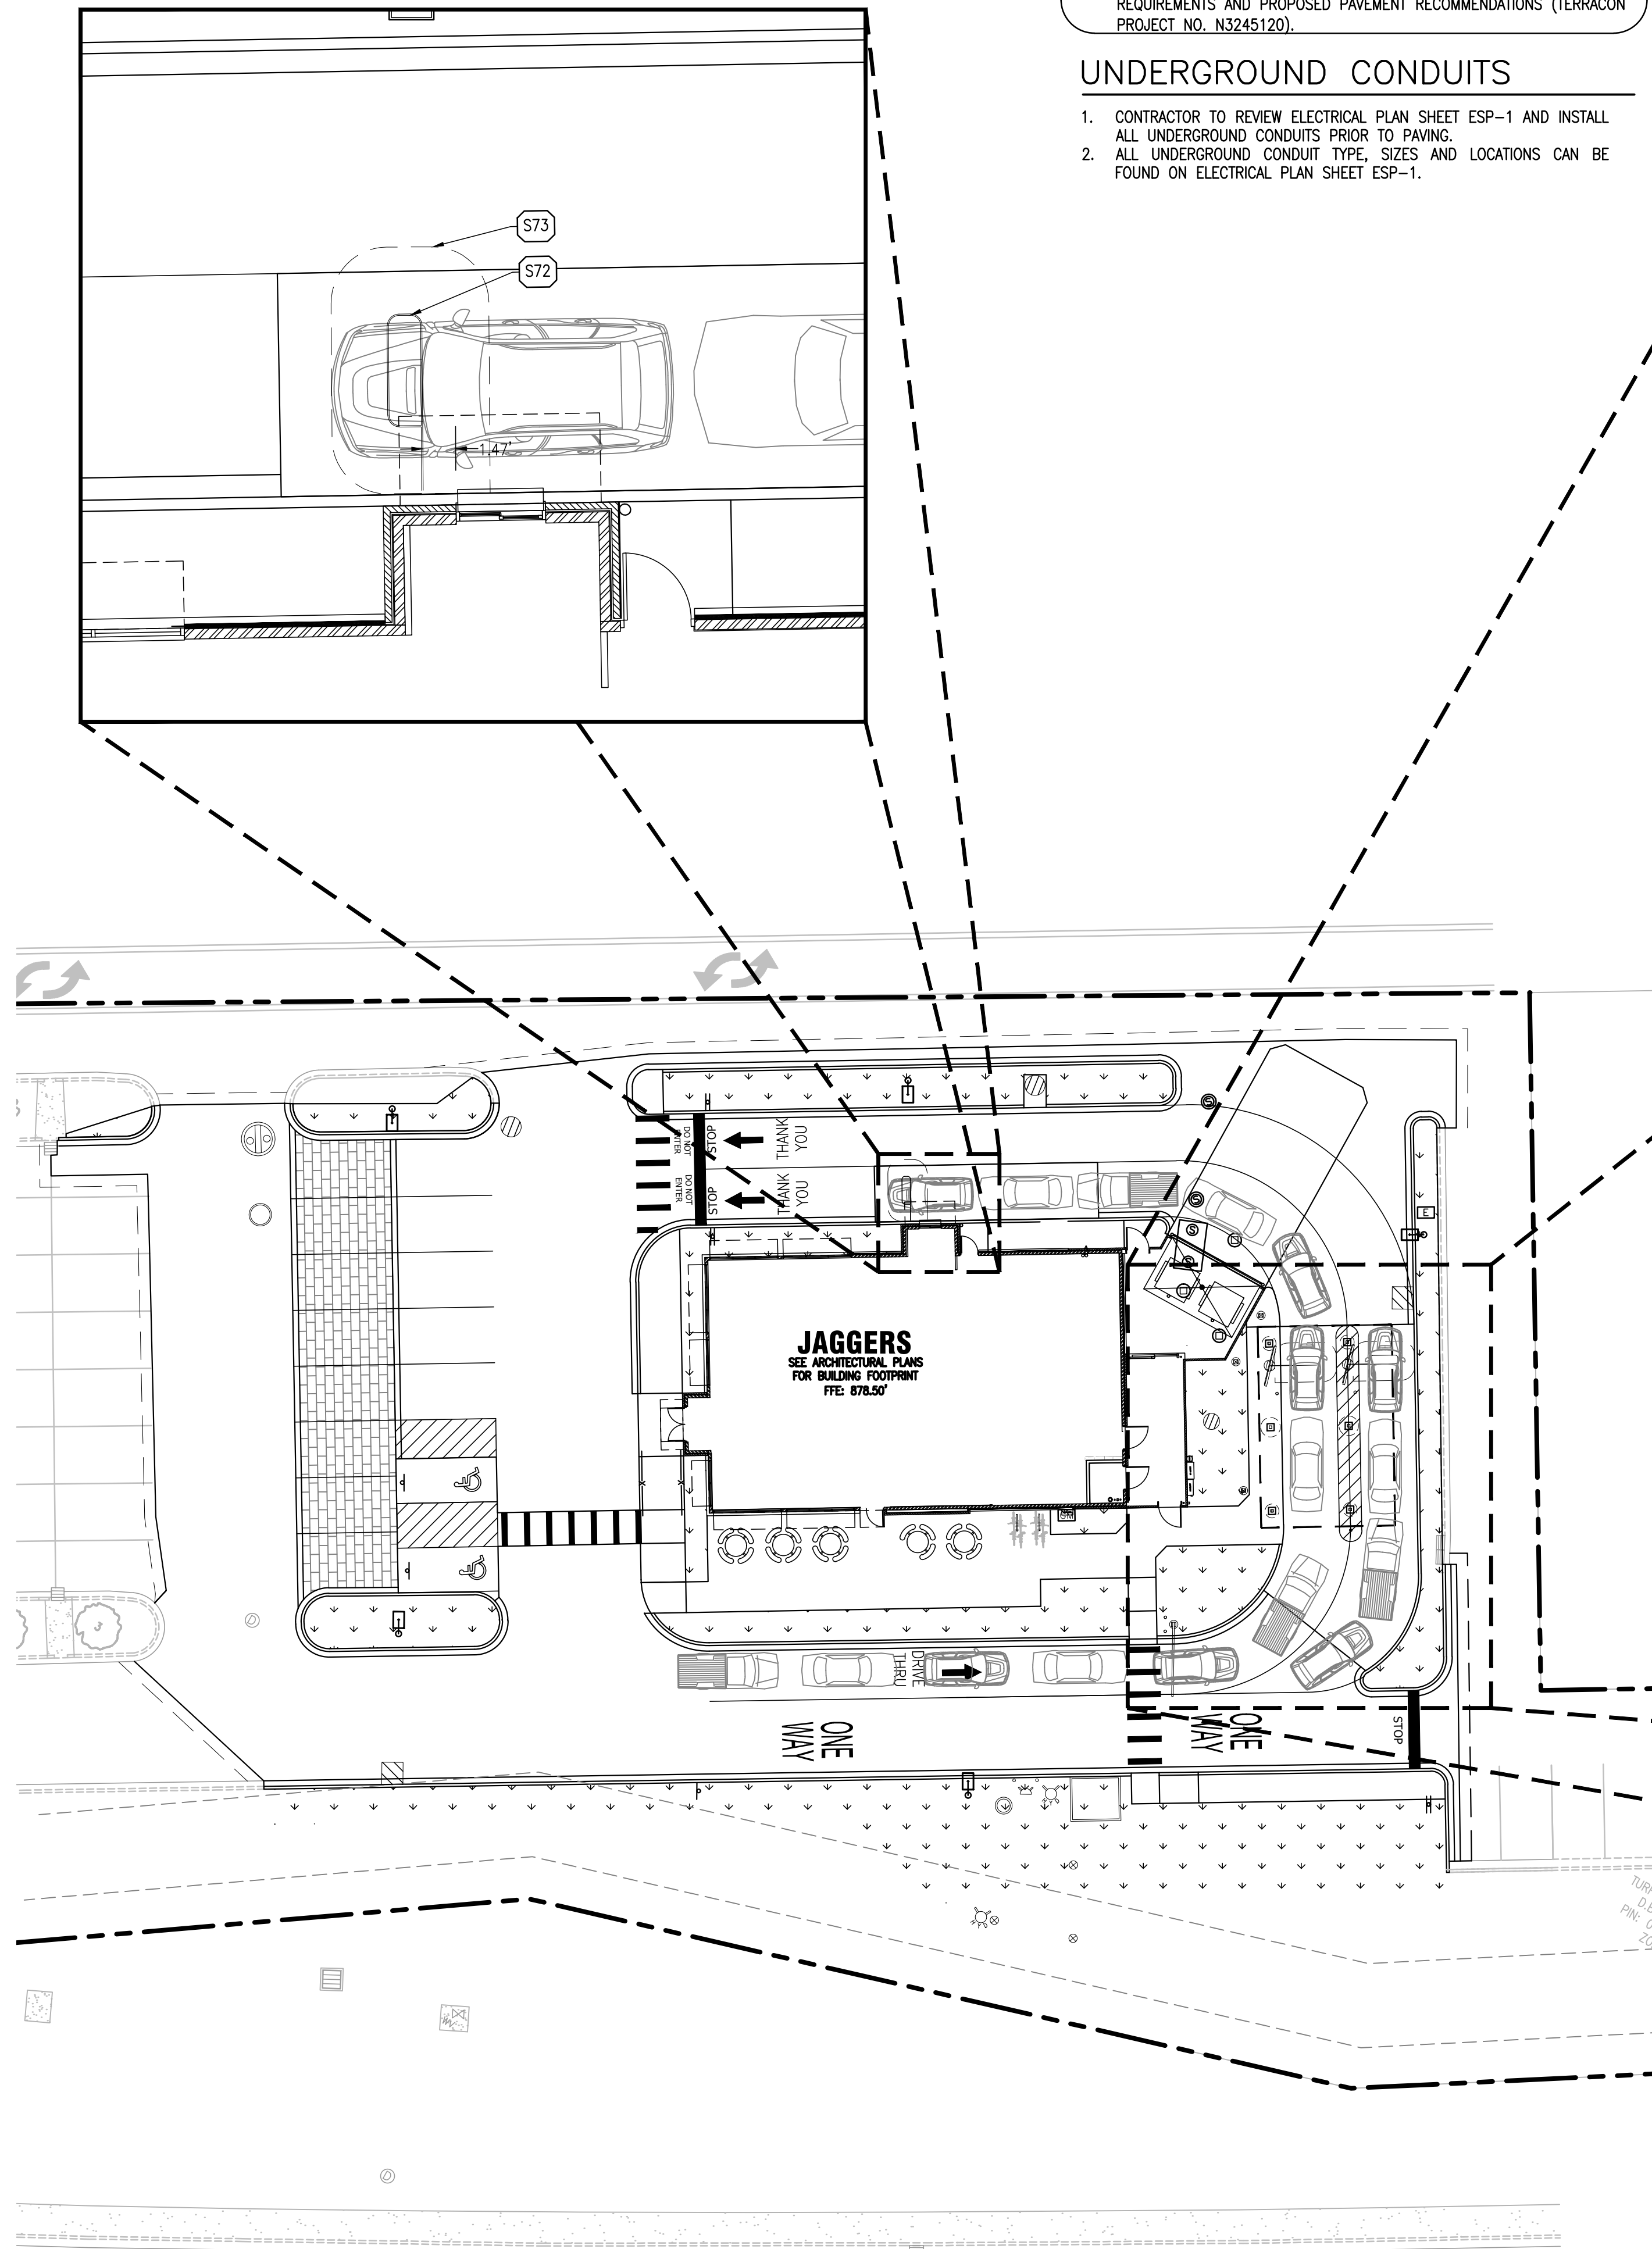 REQUIREMENTS AND PROPOSED PAVEMENT RECOMMENDATIONS (TERRACON
PROJECT NO. N3245120).
UNDERGROUND CONDUITS
1. CONTRACTOR TO REVIEW ELECTRICAL PLAN SHEET ESP-1 AND INSTALL
ALL UNDERGROUND CONDUITS PRIOR TO PAVING.
2. ALL UNDERGROUND CONDUIT TYPE, SIZES AND LOCATIONS CAN BE
FOUND ON ELECTRICAL PLAN SHEET ESP-1.
S73
S72
1.47'
DO NOT
ENTER
STOP
THANK
YOU
DO NOT
ENTER
STOP
THANK
YOU
S
S
S
S
E
JAGGERS
SEE ARCHITECTURAL PLANS
FOR BUILDING FOOTPRINT
FFE: 878.50'
GM
3
D
DRIVE
THRU
ONE
WAY
ONE
WAY
STOP
D